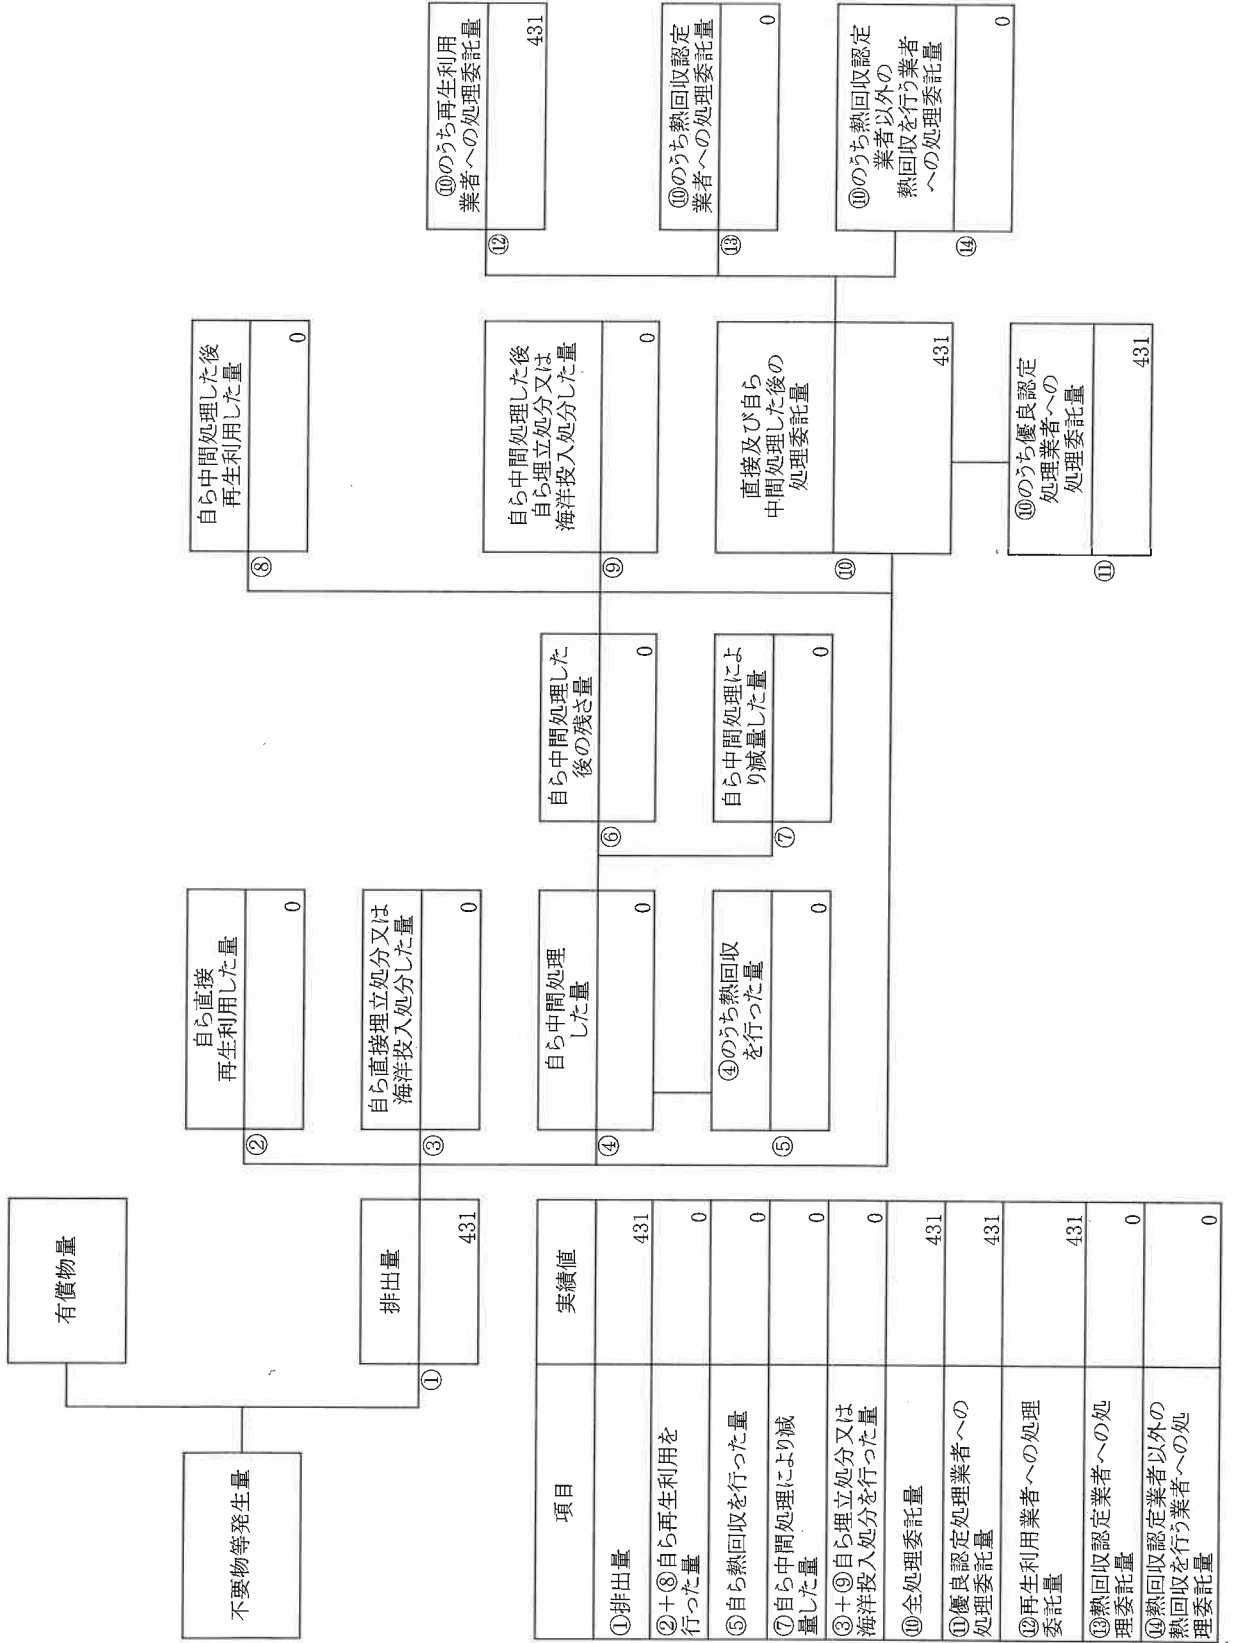 不要物等発生量
有償物量
排出量
①
431
自ら直接
再生利用した量
②
0
自ら直接埋立処分又は
海洋投入処分した量
③
0
自ら中間処理
した量
④
0
④のうち熱回収
を行った量
⑤
0
自ら中間処理した
後の残さ量
⑥
0
自ら中間処理によ
り減量した量
⑦
0
自ら中間処理した後
再生利用した量
⑧
0
自ら中間処理した後
自ら埋立処分又は
海洋投入処分した量
⑨
0
直接及び自ら
中間処理した後の
処理委託量
⑩
431
⑩のうち優良認定
処理業者への
処理委託量
⑪
431
⑩のうち再生利用
業者への処理委託量
⑫
431
⑩のうち熱回収認定
業者への処理委託量
⑬
0
⑩のうち熱回収認定
業者以外の
熱回収を行う業者
への処理委託量
⑭
0
項目 実績値
①排出量 431
②+⑧自ら再生利用を
行った量 0
⑤自ら熱回収を行った量 0
⑦自ら中間処理により減
量した量 0
③+⑨自ら埋立処分又は
海洋投入処分を行った量 0
⑩全処理委託量 431
⑪優良認定処理業者への
処理委託量 431
⑫再生利用業者への処理
委託量 431
⑬熱回収認定業者への処
理委託量 0
⑭熱回収認定業者以外の
熱回収を行う業者への処
理委託量 0